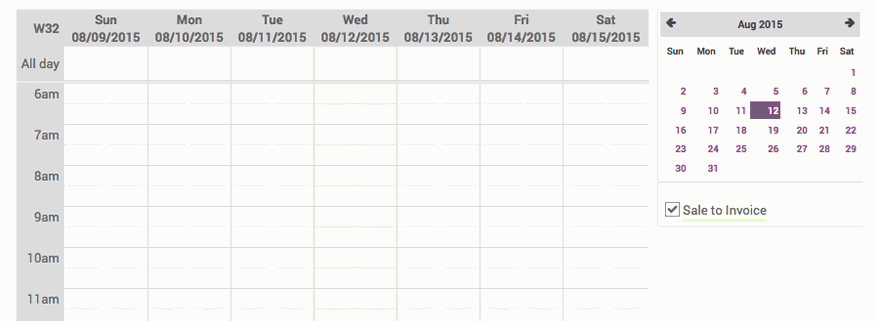 W32 Sun Mon Tue Wed Thu Fri Sat
08/09/2015 08/10/2015 08/11/2015 08/12/2015 08/13/2015 08/14/2015 08/15/2015
All day
6am
7am
8am
9am
10am
11am
Aug 2015
Sun Mon Tue Wed Thu Fri Sat
1
2 3 4 5 6 7 8
9 10 11 12 13 14 15
16 17 18 19 20 21 22
23 24 25 26 27 28 29
30 31
Sale to Invoice